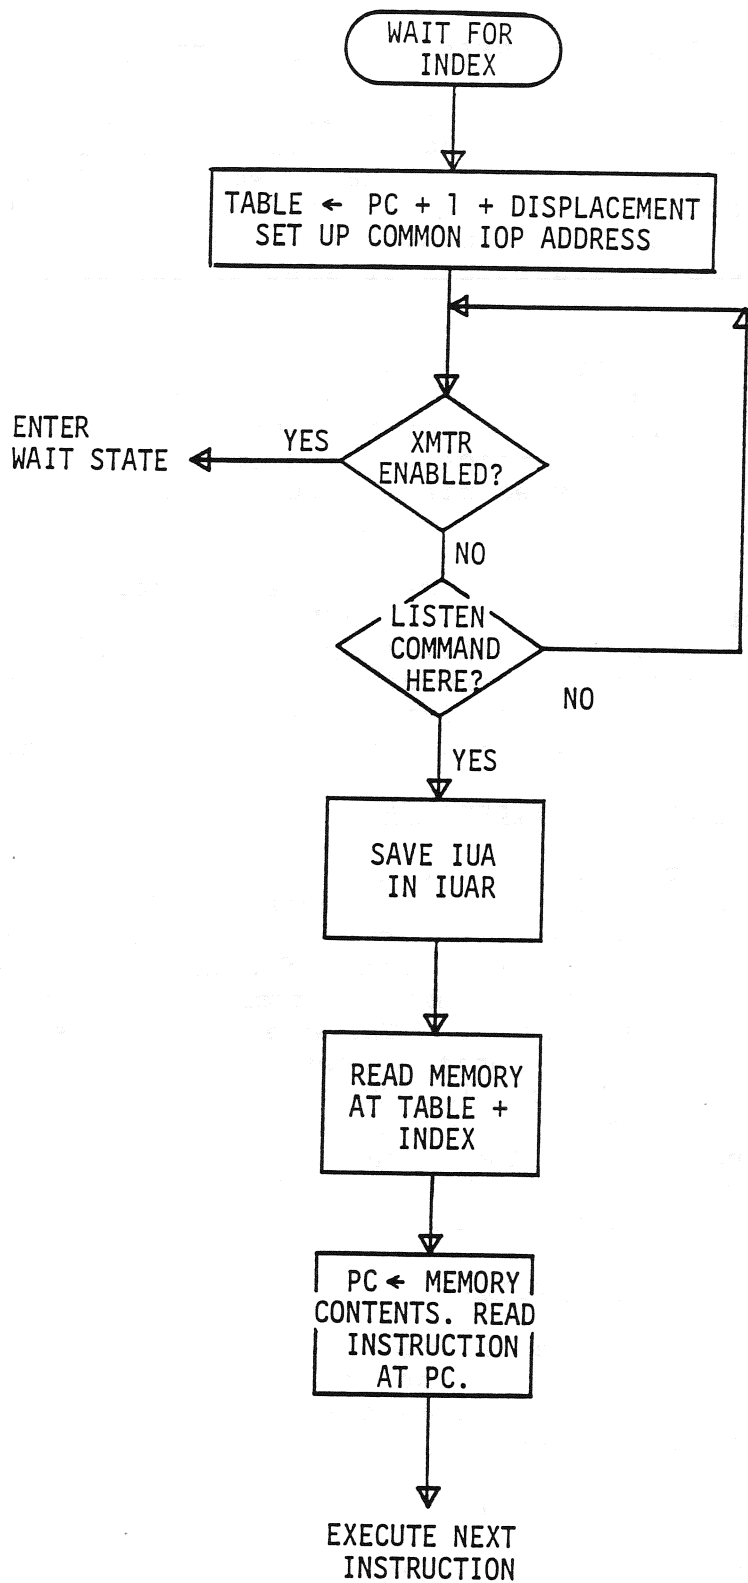 WAIT FOR
INDEX
TABLE ← PC + 1 + DISPLACEMENT
SET UP COMMON IOP ADDRESS
ENTER
WAIT STATE
YES
XMTR
ENABLED?
NO
LISTEN
COMMAND
HERE?
NO
YES
SAVE IUA
IN IUAR
READ MEMORY
AT TABLE +
INDEX
PC ← MEMORY
CONTENTS. READ
INSTRUCTION
AT PC.
EXECUTE NEXT
INSTRUCTION